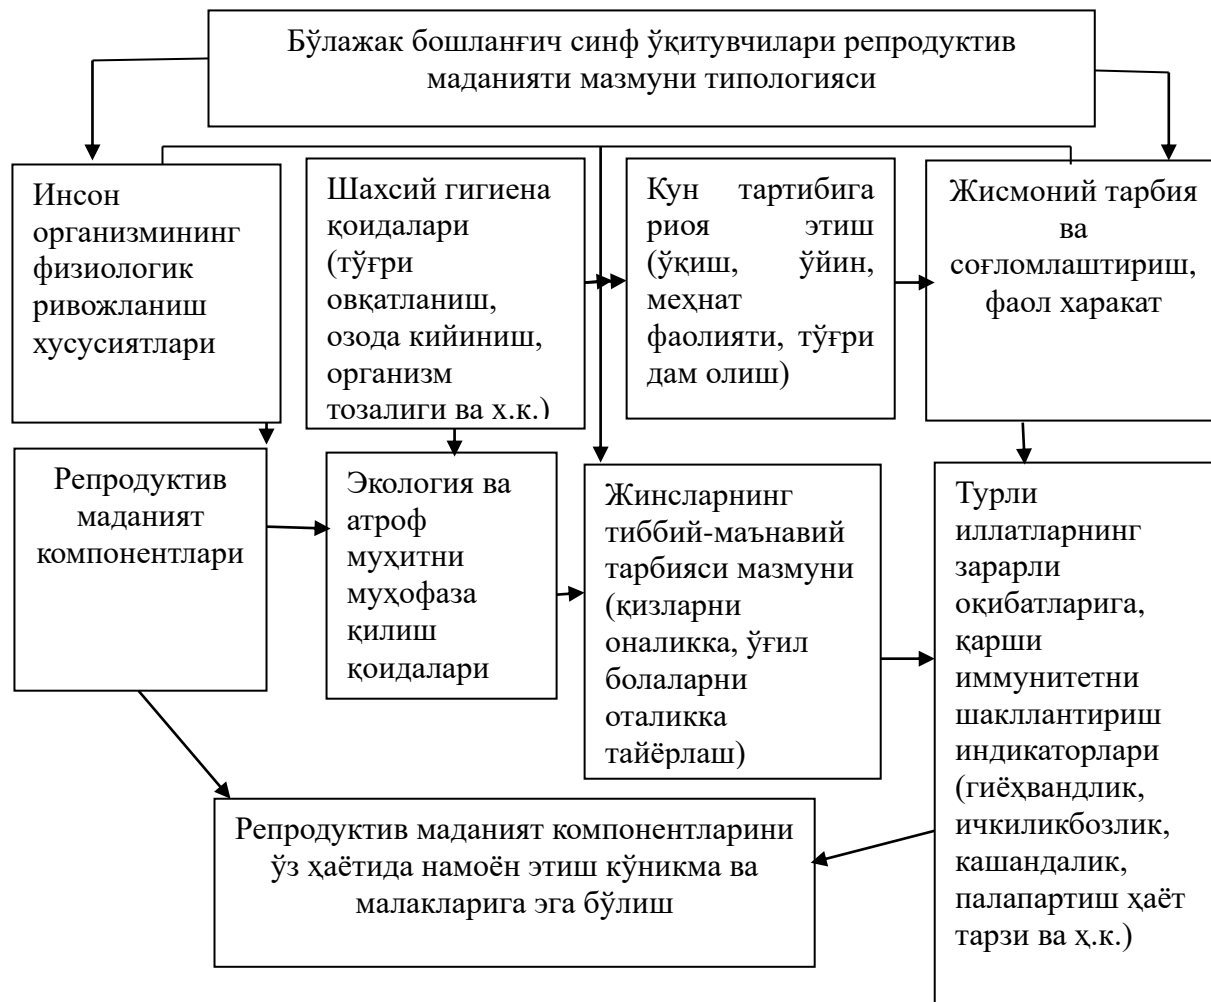 Бўлажак бошланғич синф ўқитувчилари репродуктив
маданияти мазмуни типологияси
Инсон
организмининг
физиологик
ривожланиш
хусусиятлари
Шахсий гигиена
қоидалари
(тўғри
овқатланиш,
озода кийиниш,
организм
тозалиги ва х.к.)
Кун тартибига
риоя этиш
(ўқиш, ўйин,
меҳнат
фаолияти, тўғри
дам олиш)
Жисмоний тарбия
ва
соғломлаштириш,
фаол харакат
Репродуктив
маданият
компонентлари
Экология ва
атроф
муҳитни
муҳофаза
қилиш
қоидалари
Жинсларнинг
тиббий-маънавий
тарбияси мазмуни
(қизларни
оналикка, ўғил
болаларни
оталикка
тайёрлаш)
Турли
иллатларнинг
зарарли
оқибатларига,
қарши
иммунитетни
шакллантириш
индикаторлари
(гиёҳвандлик,
ичкиликбозлик,
кашандалик,
палапартиш ҳаёт
тарзи ва ҳ.к.)
Репродуктив маданият компонентларини
ўз ҳаётида намоён этиш кўникма ва
малакларига эга бўлиш